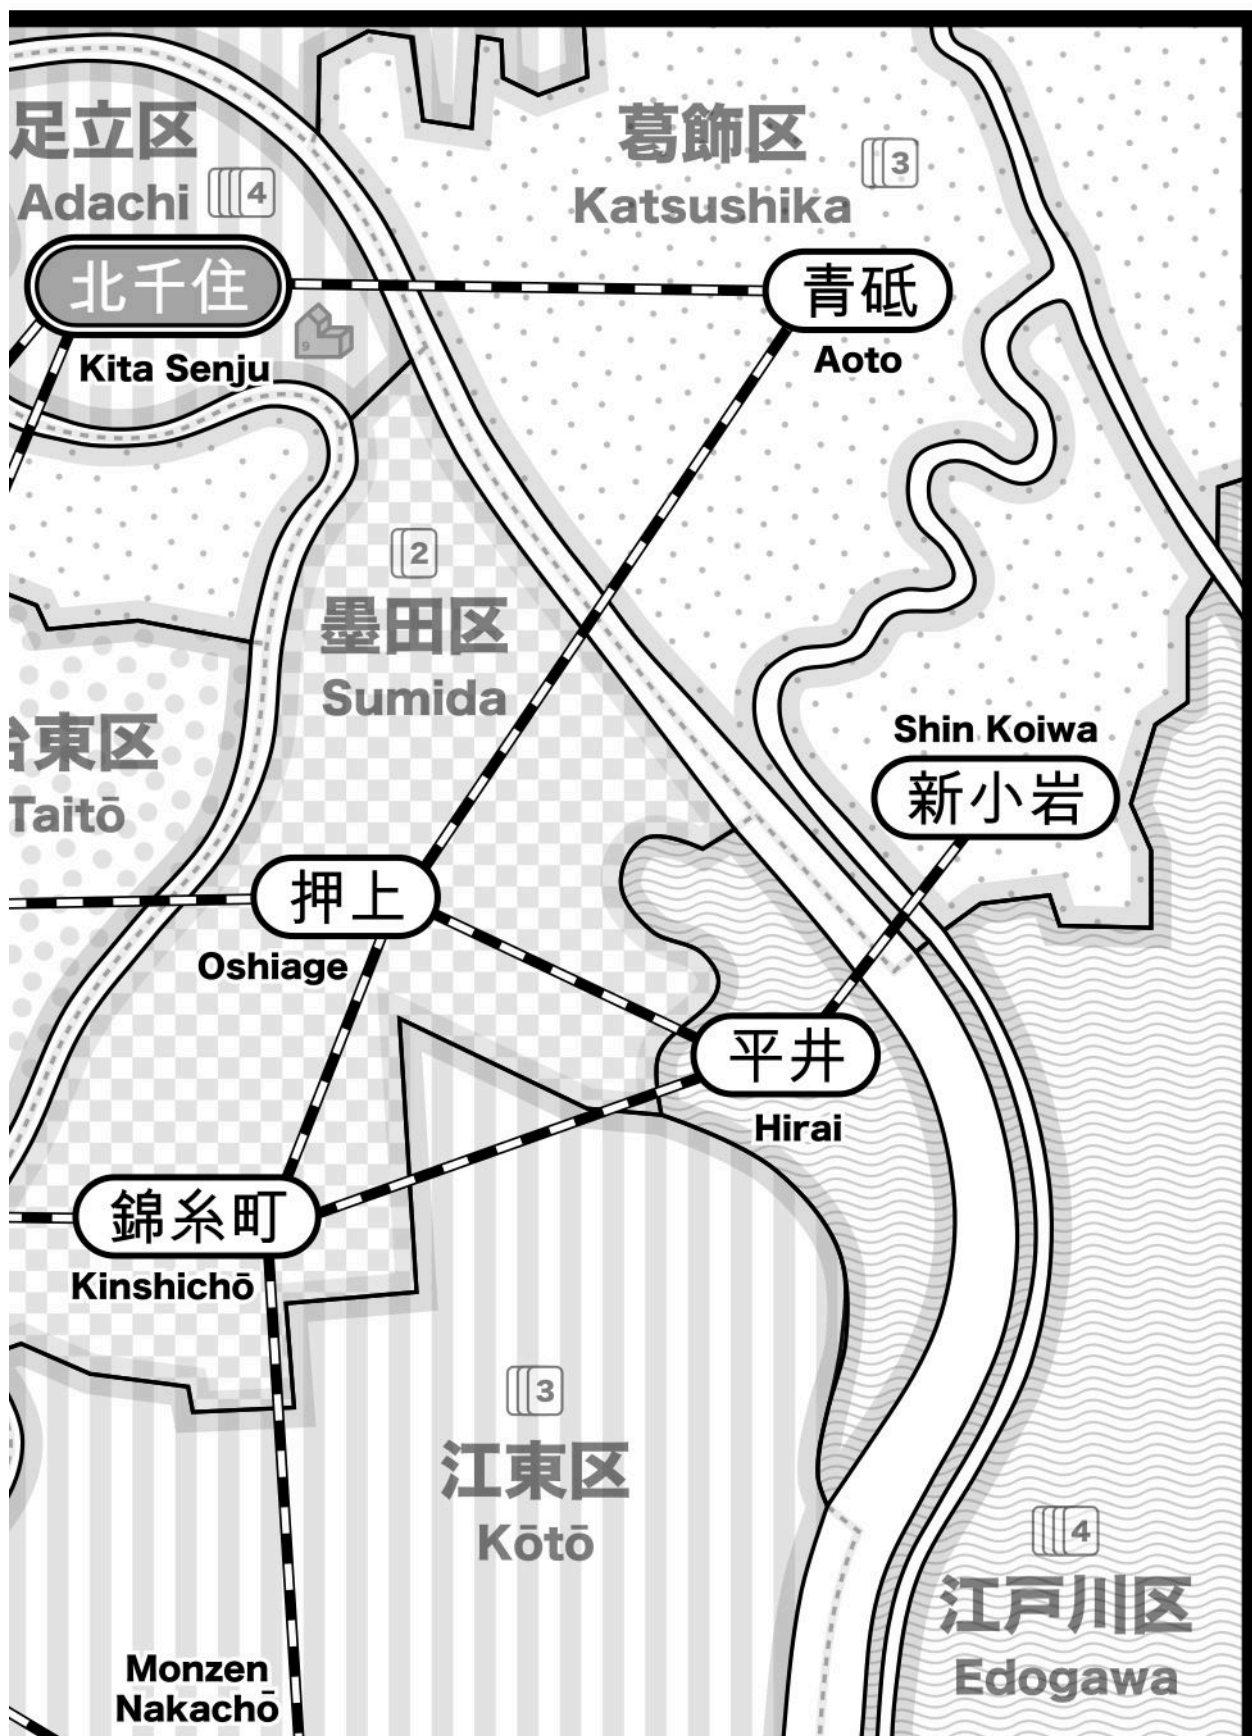 足立区
Adachi
4
葛飾区
Katsushika
3
北千住
Kita Senju
9
青砥
Aoto
2
墨田区
Sumida
台東区
Taitō
Shin Koiwa
新小岩
押上
Oshiage
平井
Hirai
錦糸町
Kinshichō
3
江東区
Kōtō
4
江戸川区
Edogawa
Monzen
Nakachō